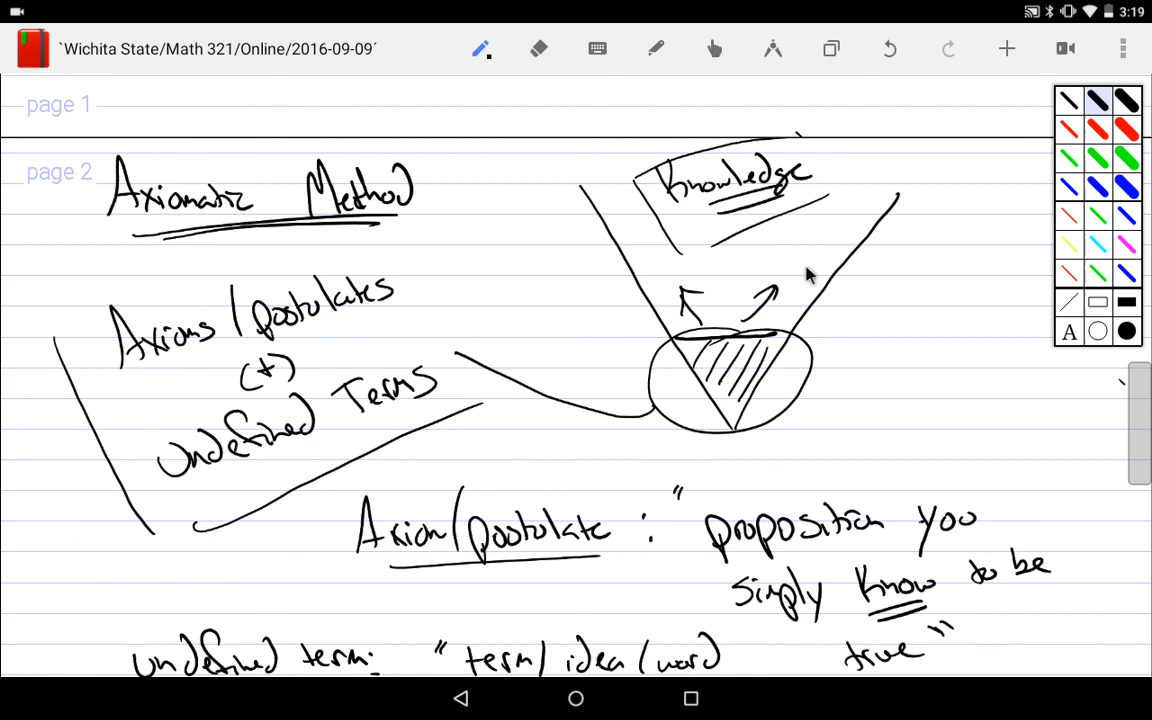 3:19
`Wichita State/Math 321/Online/2016-09-09´
page 1
page 2
Axiomatic Method
Knowledge
Axioms/postulates
(+)
Undefined Terms
Axiom/postulate : "proposition you
simply know to be
true"
undefined term: "term/idea/word
A